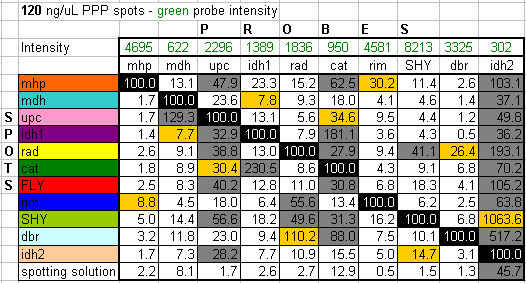 120 ng/uL PPP spots - green probe intensity
P R O B E S
Intensity 4695 622 2296 1389 1836 950 4581 8213 3325 302
mhp mdh upc idh1 rad cat rim SHY dbr idh2
mhp 100.0 13.1 47.9 23.3 15.2 62.5 30.2 11.4 2.6 103.1
mdh 1.7 100.0 23.6 7.8 9.3 18.0 4.1 4.6 1.4 37.1
S upc 1.7 129.3 100.0 13.1 5.6 34.6 9.5 4.4 1.2 49.8
P idh1 1.4 7.7 32.9 100.0 7.9 181.1 3.6 4.3 0.5 36.2
O rad 2.6 9.1 38.8 13.0 100.0 27.9 9.4 41.1 26.4 193.1
T cat 1.8 8.9 30.4 230.5 8.6 100.0 4.3 9.1 6.8 70.2
S FLY 2.5 8.3 40.2 12.8 11.0 30.8 6.8 18.3 4.1 105.2
rim 8.8 4.5 18.0 6.4 55.6 13.4 100.0 6.2 2.5 63.8
SHY 5.0 14.4 56.6 18.2 49.6 31.3 16.2 100.0 6.8 1063.6
dbr 3.2 11.8 23.0 9.4 110.2 88.0 7.5 10.1 100.0 517.2
idh2 1.7 7.3 28.2 7.7 10.9 15.5 5.0 14.7 3.1 100.0
spotting solution 2.2 8.1 1.7 2.6 2.7 12.9 0.5 1.5 1.3 45.7